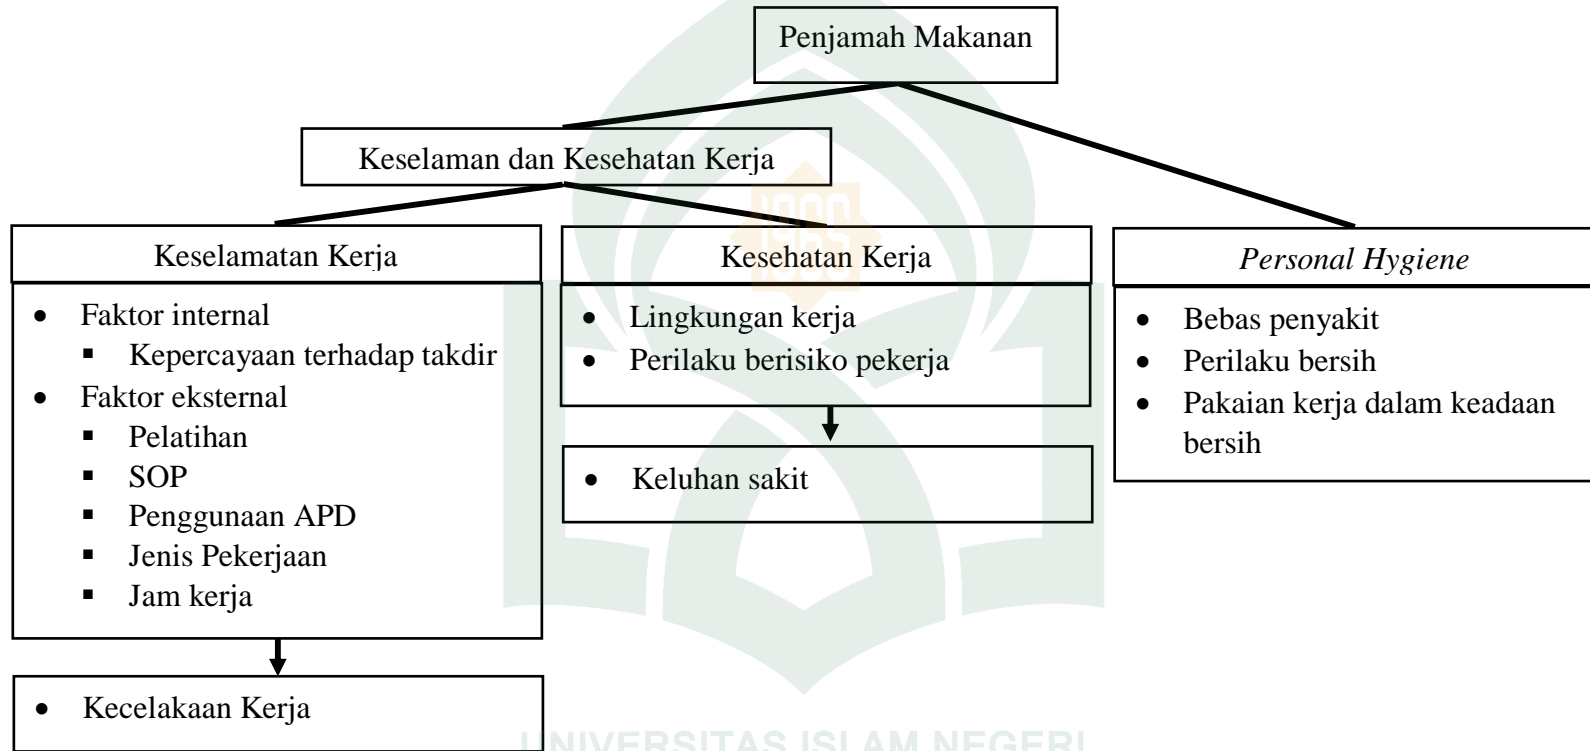 Penjamah Makanan
Keselaman dan Kesehatan Kerja
Keselamatan Kerja
• Faktor internal
▪ Kepercayaan terhadap takdir
• Faktor eksternal
▪ Pelatihan
▪ SOP
▪ Penggunaan APD
▪ Jenis Pekerjaan
▪ Jam kerja
• Kecelakaan Kerja
Kesehatan Kerja
• Lingkungan kerja
• Perilaku berisiko pekerja
• Keluhan sakit
Personal Hygiene
• Bebas penyakit
• Perilaku bersih
• Pakaian kerja dalam keadaan
bersih
1965
UNIVERSITAS ISLAM NEGERI